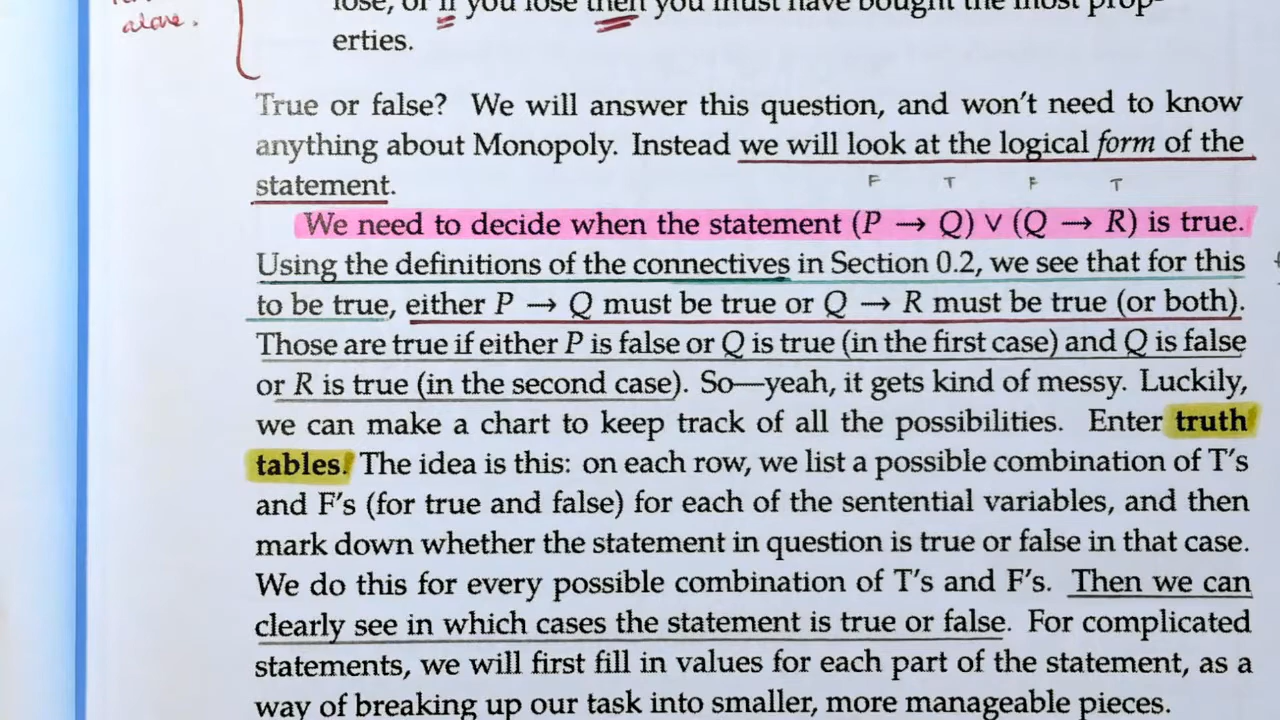 alone.
lose, or if you lose then you must have bought the most prop-
erties.
True or false? We will answer this question, and won't need to know
anything about Monopoly. Instead we will look at the logical form of the
statement.
F T F T
We need to decide when the statement (P → Q) ∨ (Q → R) is true.
Using the definitions of the connectives in Section 0.2, we see that for this
to be true, either P → Q must be true or Q → R must be true (or both).
Those are true if either P is false or Q is true (in the first case) and Q is false
or R is true (in the second case). So—yeah, it gets kind of messy. Luckily,
we can make a chart to keep track of all the possibilities. Enter truth
tables. The idea is this: on each row, we list a possible combination of T's
and F's (for true and false) for each of the sentential variables, and then
mark down whether the statement in question is true or false in that case.
We do this for every possible combination of T's and F's. Then we can
clearly see in which cases the statement is true or false. For complicated
statements, we will first fill in values for each part of the statement, as a
way of breaking up our task into smaller, more manageable pieces.